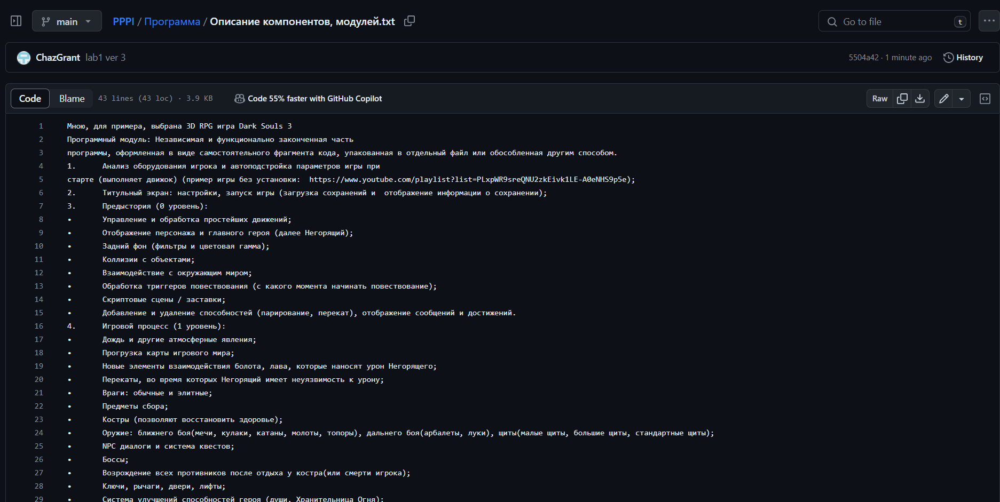 main
PPPI / Программа / Описание компонентов, модулей.txt
Go to file
t
ChazGrant lab1 ver 3
5504a42 · 1 minute ago
History
Code
Blame
43 lines (43 loc) · 3.9 KB
Code 55% faster with GitHub Copilot
Raw
1 Мною, для примера, выбрана 3D RPG игра Dark Souls 3
2 Программный модуль: Независимая и функционально законченная часть
3 программы, оформленная в виде самостоятельного фрагмента кода, упакованная в отдельный файл или обособленная другим способом.
4 1. Анализ оборудования игрока и автоподстройка параметров игры при
5 старте (выполняет движок) (пример игры без установки: https://www.youtube.com/playlist?list=PLxpWR9sreQNU2zkEivk1LE-A0eNHS9p5e);
6 2. Титульный экран: настройки, запуск игры (загрузка сохранений и отображение информации о сохранении);
7 3. Предыстория (0 уровень):
8 • Управление и обработка простейших движений;
9 • Отображение персонажа и главного героя (далее Негорящий);
10 • Задний фон (фильтры и цветовая гамма);
11 • Коллизии с объектами;
12 • Взаимодействие с окружающим миром;
13 • Обработка триггеров повествования (с какого момента начинать повествование);
14 • Скриптовые сцены / заставки;
15 • Добавление и удаление способностей (парирование, перекат), отображение сообщений и достижений.
16 4. Игровой процесс (1 уровень):
17 • Дождь и другие атмосферные явления;
18 • Прогрузка карты игрового мира;
19 • Новые элементы взаимодействия болота, лава, которые наносят урон Негорящего;
20 • Перекаты, во время которых Негорящий имеет неуязвимость к урону;
21 • Враги: обычные и элитные;
22 • Предметы сбора;
23 • Костры (позволяют восстановить здоровье);
24 • Оружие: ближнего боя(мечи, кулаки, катаны, молоты, топоры), дальнего боя(арбалеты, луки), щиты(малые щиты, большие щиты, стандартные щиты);
25 • NPC диалоги и система квестов;
26 • Боссы;
27 • Возрождение всех противников после отдыха у костра(или смерти игрока);
28 • Ключи, рычаги, двери, лифты;
29 • Система улучшений способностей героя (души, Хранительница Огня);